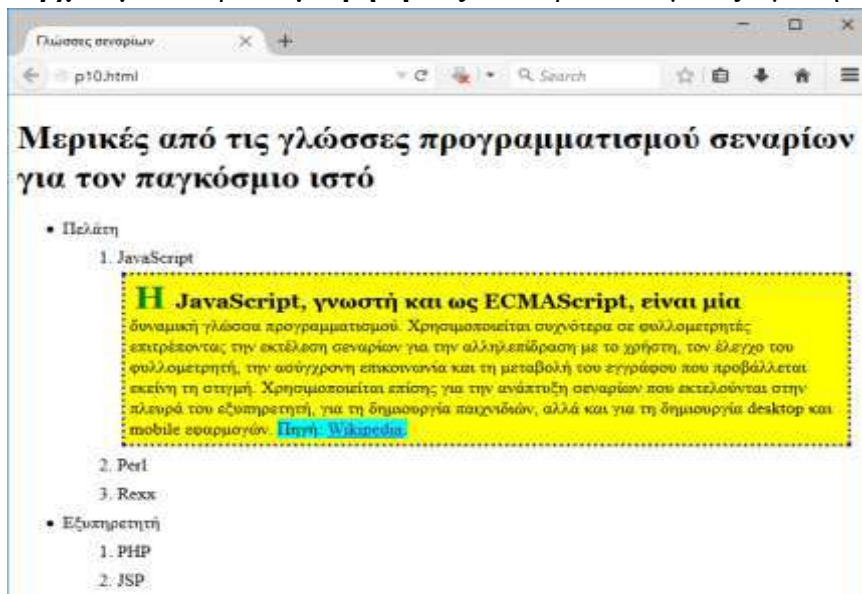 Γλώσσες σεναρίων
p10.html
Search
Μερικές από τις γλώσσες προγραμματισμού σεναρίων
για τον παγκόσμιο ιστό
• Πελάτη
1. JavaScript
Η JavaScript, γνωστή και ως ECMAScript, είναι μία
δυναμική γλώσσα προγραμματισμού. Χρησιμοποιείται συχνότερα σε φυλλομετρητές
επιτρέποντας την εκτέλεση σεναρίων για την αλληλεπίδραση με το χρήστη, τον έλεγχο του
φυλλομετρητή, την ασύγχρονη επικοινωνία και τη μεταβολή του εγγράφου που προβάλλεται
εκείνη τη στιγμή. Χρησιμοποιείται επίσης για την ανάπτυξη σεναρίων που εκτελούνται στην
πλευρά του εξυπηρετητή, για τη δημιουργία παιχνιδιών, αλλά και για τη δημιουργία desktop και
mobile εφαρμογών. Πηγή: Wikipedia.
2. Perl
3. Rexx
• Εξυπηρετητή
1. PHP
2. JSP